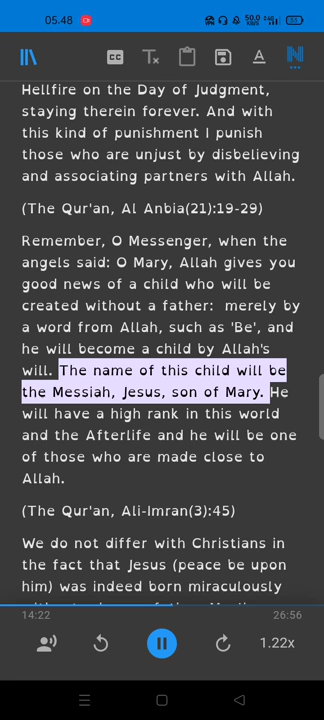 05.48
50.0 KB/S
CC
T
A
N
Hellfire on the Day of Judgment,
staying therein forever. And with
this kind of punishment I punish
those who are unjust by disbelieving
and associating partners with Allah.
(The Qur'an, Al Anbia(21):19-29)
Remember, O Messenger, when the
angels said: O Mary, Allah gives you
good news of a child who will be
created without a father:  merely by
a word from Allah, such as 'Be', and
he will become a child by Allah's
will. The name of this child will be
the Messiah, Jesus, son of Mary. He
will have a high rank in this world
and the Afterlife and he will be one
of those who are made close to
Allah.
(The Qur'an, Ali-Imran(3):45)
We do not differ with Christians in
the fact that Jesus (peace be upon
him) was indeed born miraculously
14:22
26:56
1.22x